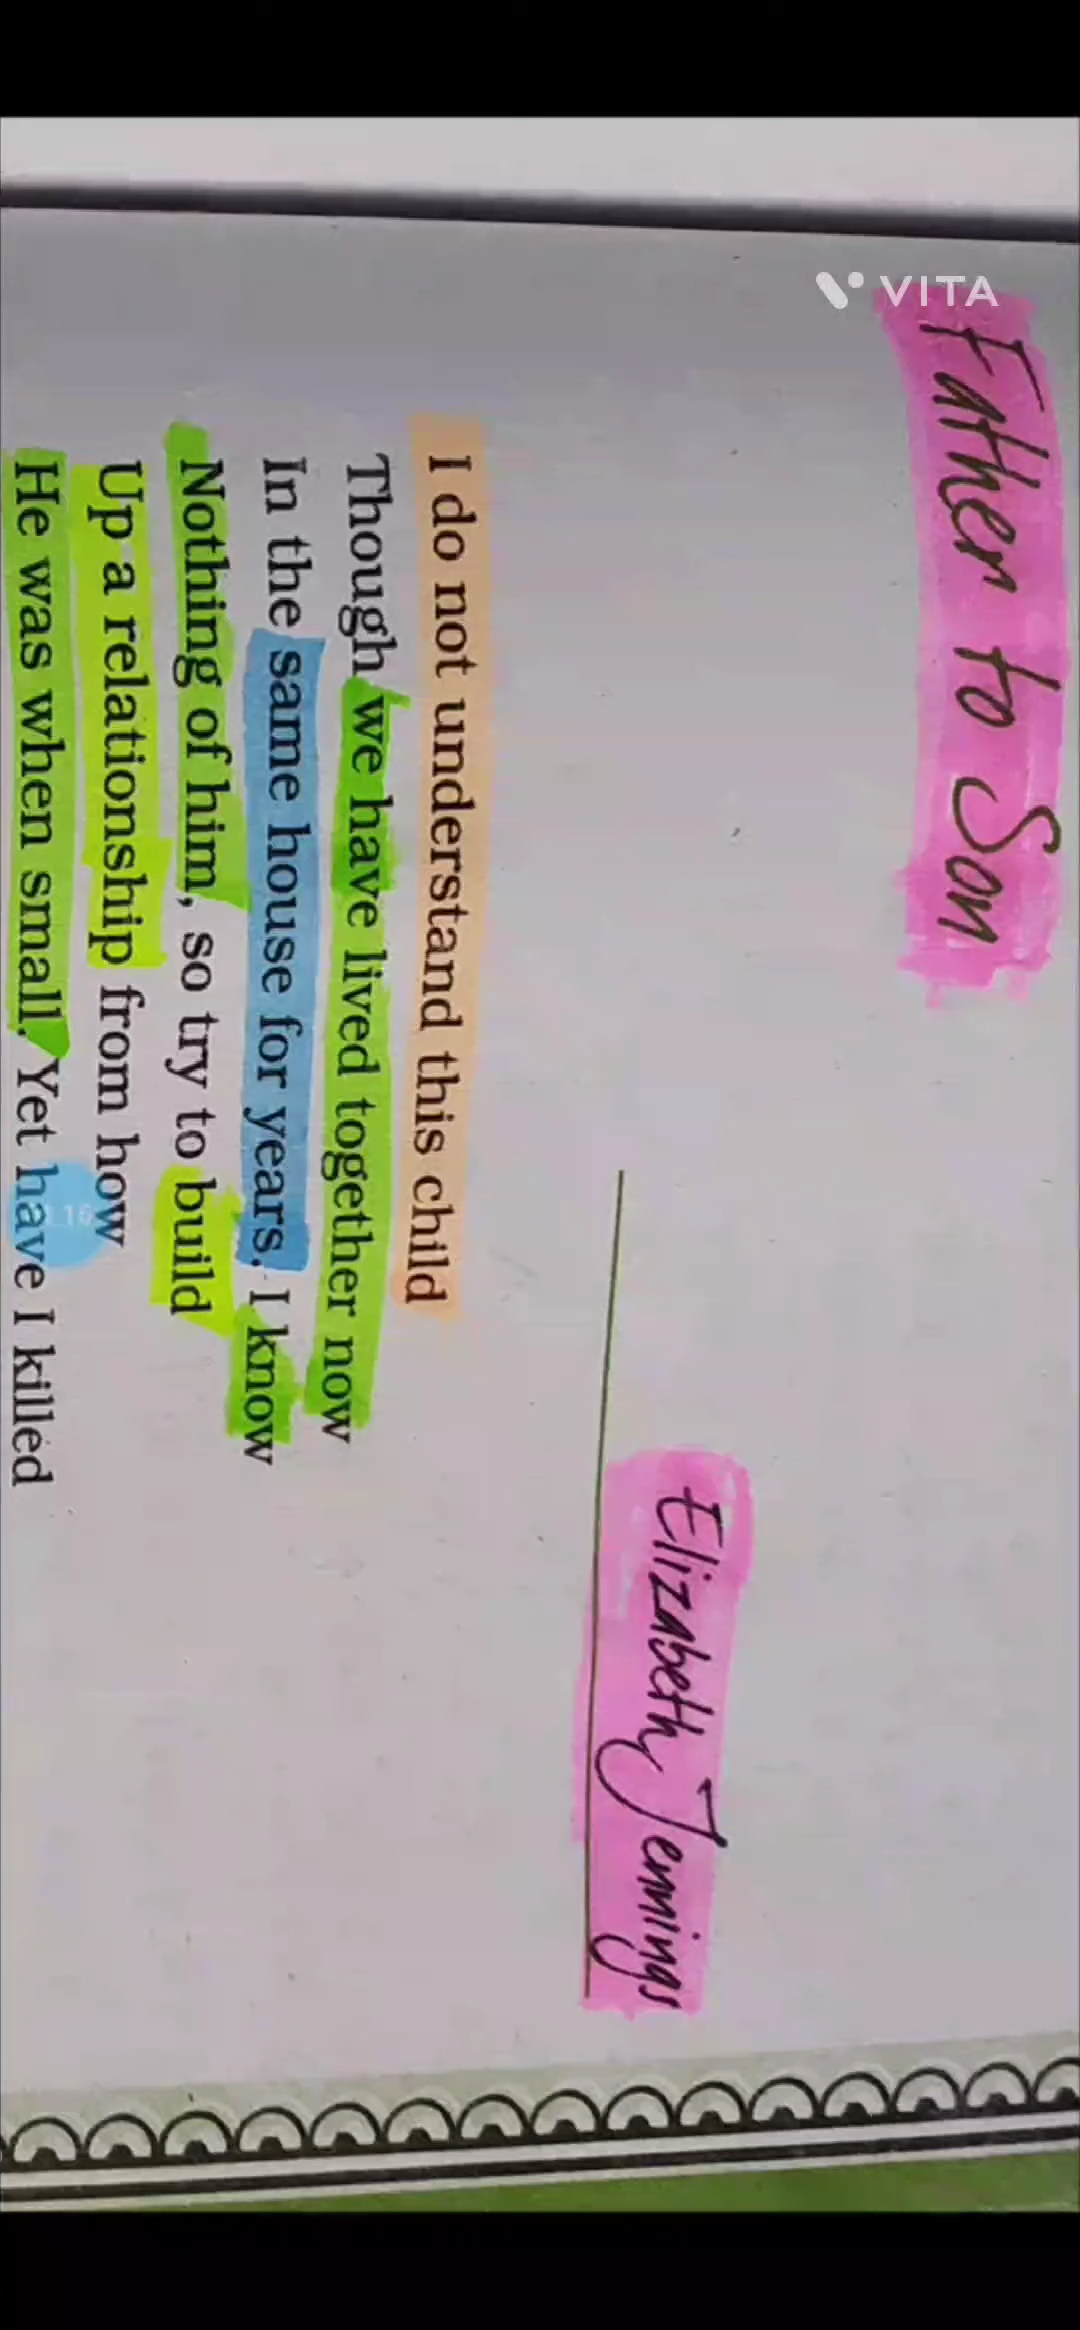 VITA
Father to Son
Elizabeth Jennings
I do not understand this child
Though we have lived together now
In the same house for years. I know
Nothing of him, so try to build
Up a relationship from how
He was when small. Yet have I killed